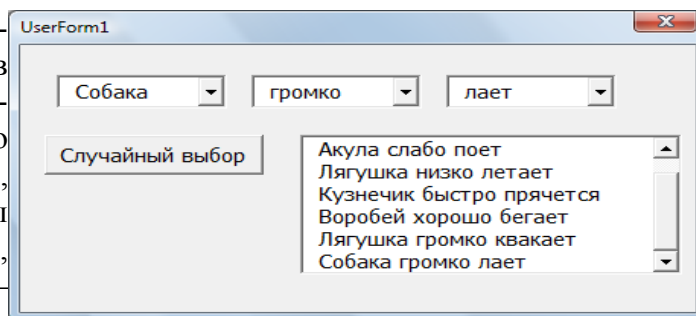 UserForm1
Собака громко лает
Случайный выбор
Акула слабо поет
Лягушка низко летает
Кузнечик быстро прячется
Воробей хорошо бегает
Лягушка громко квакает
Собака громко лает